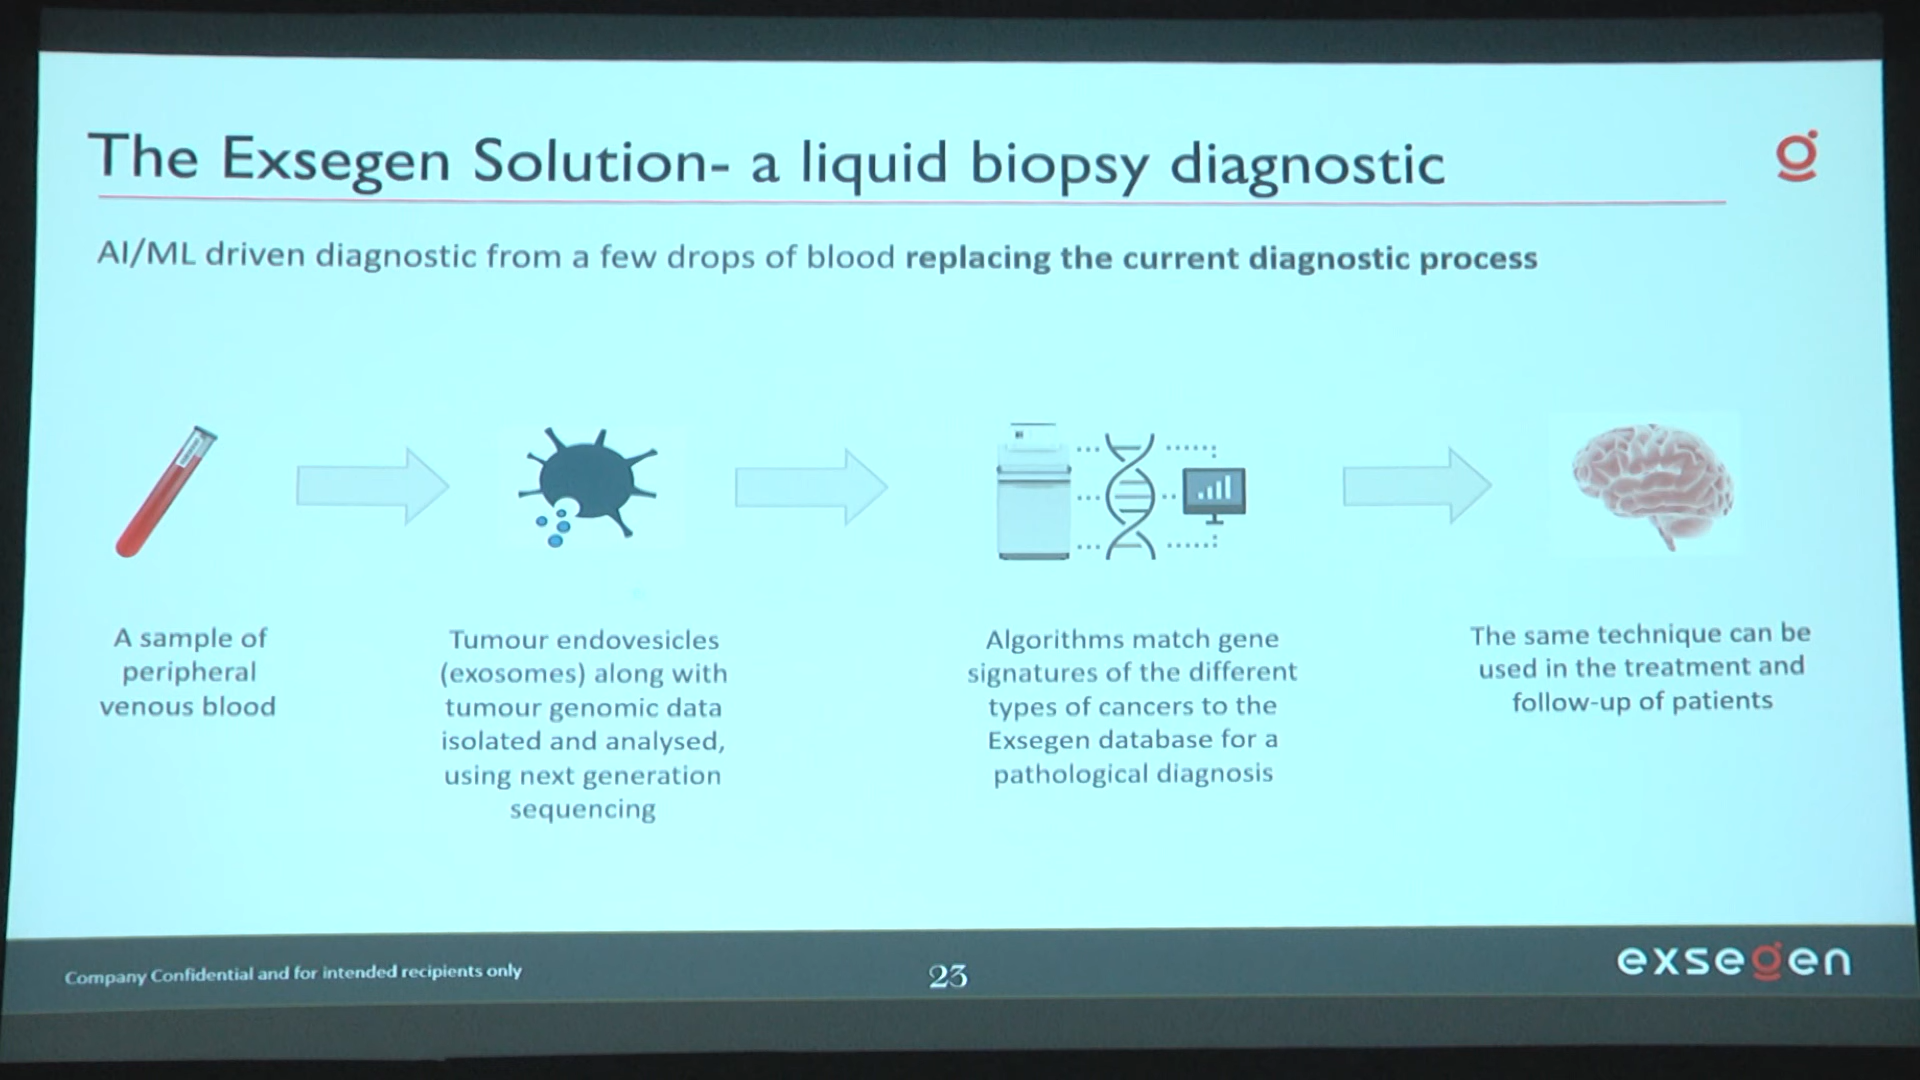 The Exsegen Solution- a liquid biopsy diagnostic
AI/ML driven diagnostic from a few drops of blood replacing the current diagnostic process
A sample of
peripheral
venous blood
Tumour endovesicles
(exosomes) along with
tumour genomic data
isolated and analysed,
using next generation
sequencing
Algorithms match gene
signatures of the different
types of cancers to the
Exsegen database for a
pathological diagnosis
The same technique can be
used in the treatment and
follow-up of patients
Company Confidential and for intended recipients only
23
exsegen